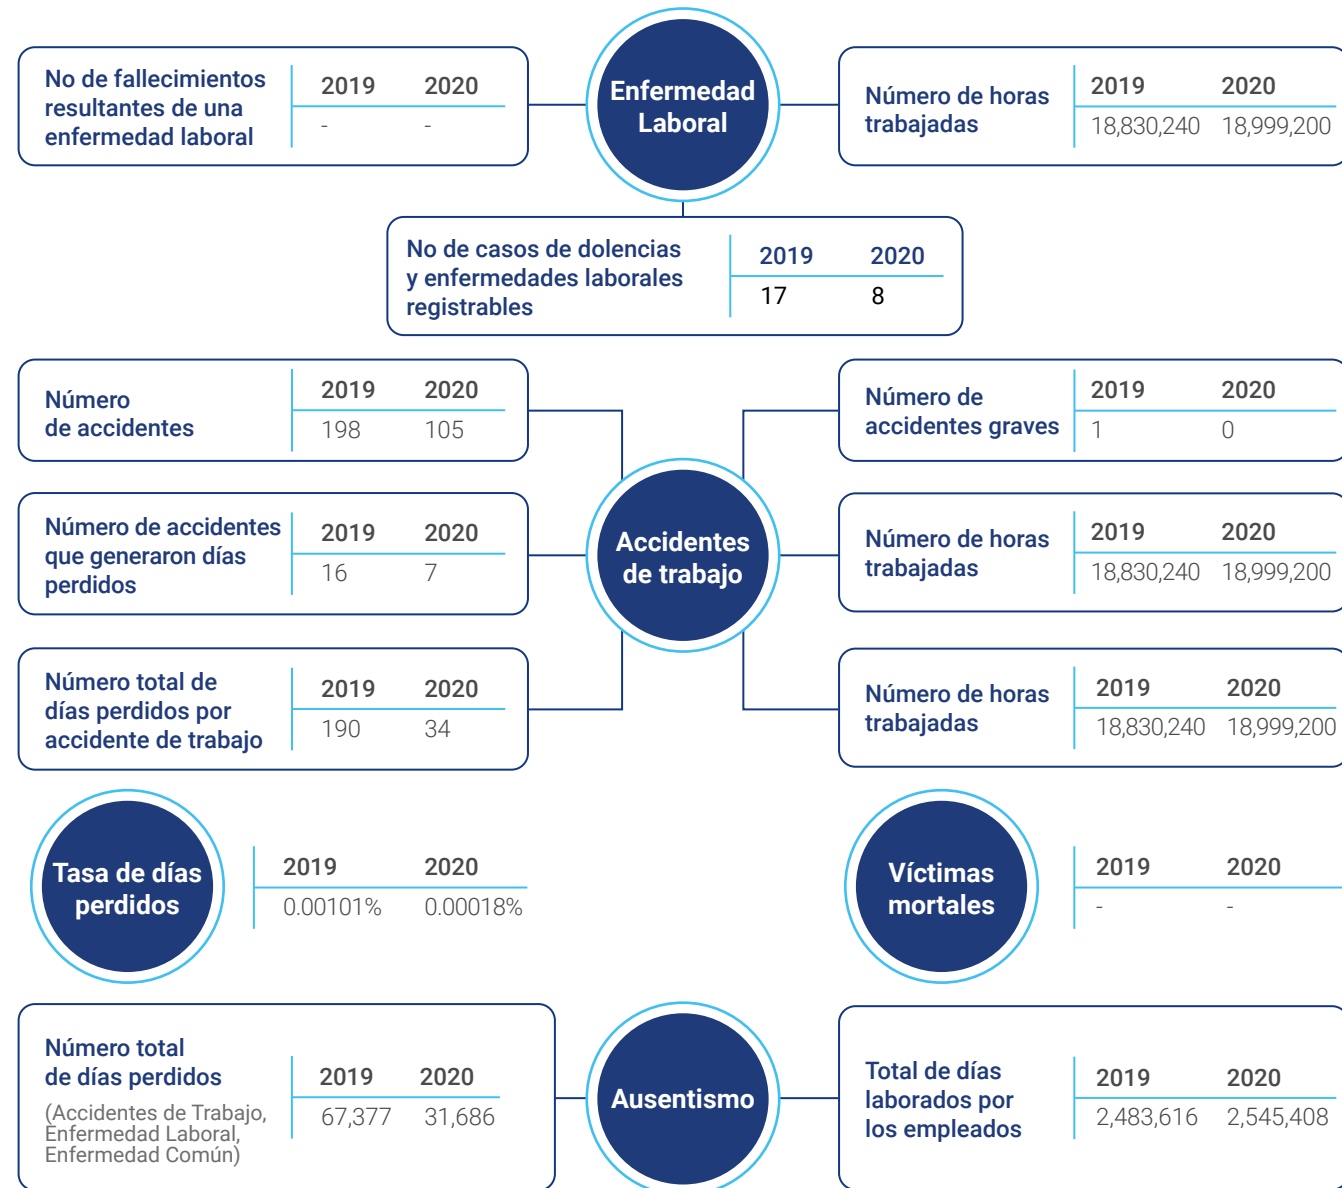 No de fallecimientos
resultantes de una
enfermedad laboral
2019 2020
- -
Enfermedad
Laboral
Número de horas
trabajadas
2019 2020
18,830,240 18,999,200
No de casos de dolencias
y enfermedades laborales
registrables
2019 2020
17 8
Número
de accidentes
2019 2020
198 105
Número de
accidentes graves
2019 2020
1 0
Número de accidentes
que generaron días
perdidos
2019 2020
16 7
Accidentes
de trabajo
Número de horas
trabajadas
2019 2020
18,830,240 18,999,200
Número total de
días perdidos por
accidente de trabajo
2019 2020
190 34
Número de horas
trabajadas
2019 2020
18,830,240 18,999,200
Tasa de días
perdidos
2019 2020
0.00101% 0.00018%
Víctimas
mortales
2019 2020
- -
Número total
de días perdidos
(Accidentes de Trabajo,
Enfermedad Laboral,
Enfermedad Común)
2019 2020
67,377 31,686
Ausentismo
Total de días
laborados por
los empleados
2019 2020
2,483,616 2,545,408